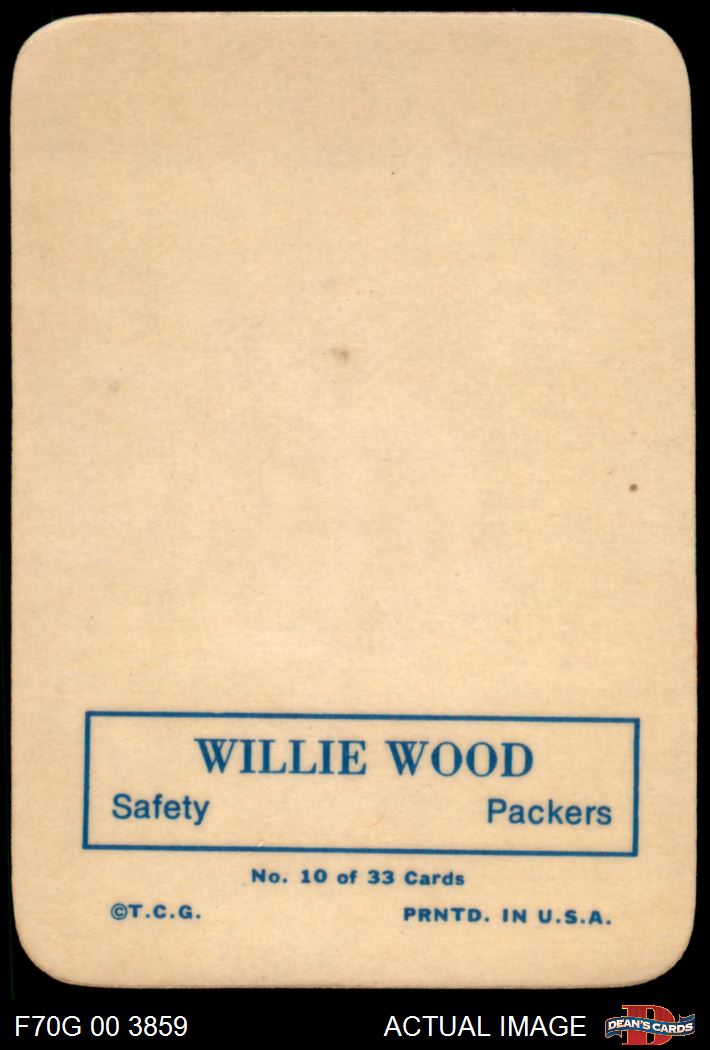 WILLIE WOOD
Safety Packers
No. 10 of 33 Cards
©T.C.G. PRNTD. IN U.S.A.
F70G 00 3859 ACTUAL IMAGE DEAN'S CARDS